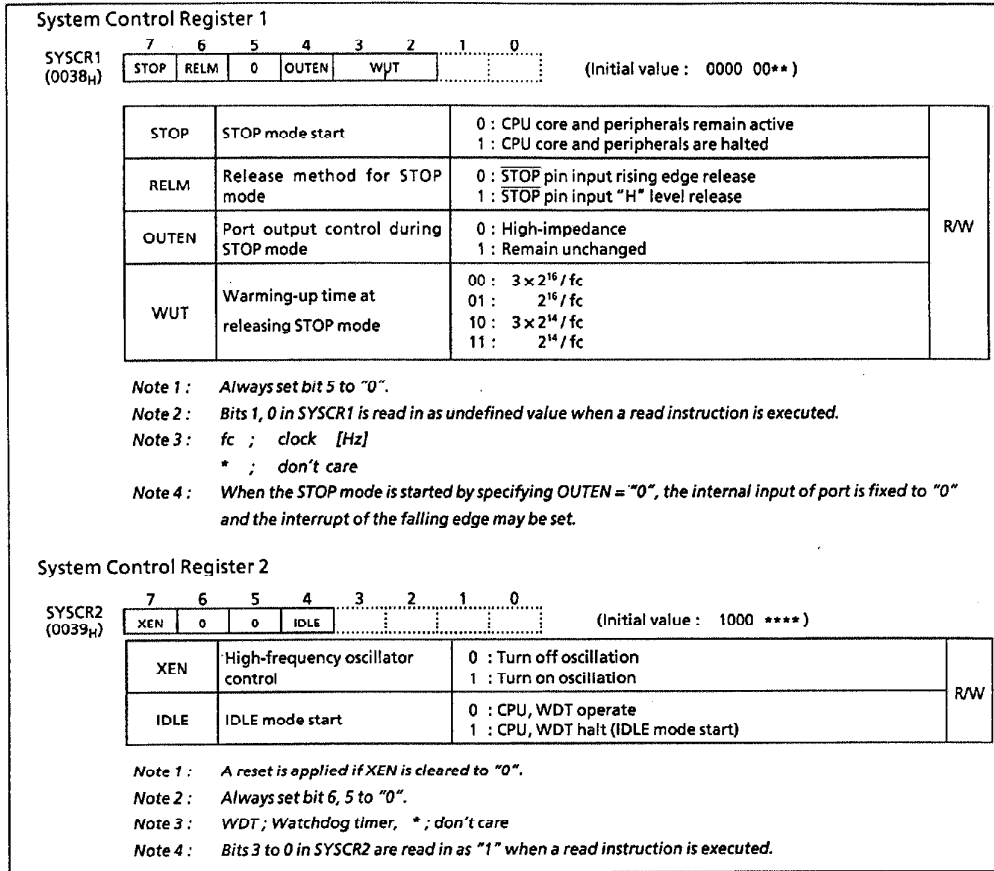 System Control Register 1
7 6 5 4 3 2 1 0
SYSCR1
(0038H)
STOP RELM 0 OUTEN WUT
(Initial value : 0000 00**)
STOP STOP mode start
0 : CPU core and peripherals remain active
1 : CPU core and peripherals are halted
RELM Release method for STOP
mode
0 : STOP pin input rising edge release
1 : STOP pin input "H" level release
OUTEN Port output control during
STOP mode
0 : High-impedance
1 : Remain unchanged
WUT Warming-up time at
releasing STOP mode
00 : 3×2¹⁶/fc
01 : 2¹⁶/fc
10 : 3×2¹⁴/fc
11 : 2¹⁴/fc
R/W
Note 1 : Always set bit 5 to "0".
Note 2 : Bits 1, 0 in SYSCR1 is read in as undefined value when a read instruction is executed.
Note 3 : fc ; clock [Hz]
* ; don't care
Note 4 : When the STOP mode is started by specifying OUTEN = "0", the internal input of port is fixed to "0"
and the interrupt of the falling edge may be set.
System Control Register 2
7 6 5 4 3 2 1 0
SYSCR2
(0039H)
XEN 0 0 IDLE
(Initial value : 1000 ****)
XEN High-frequency oscillator
control
0 : Turn off oscillation
1 : Turn on oscillation
IDLE IDLE mode start
0 : CPU, WDT operate
1 : CPU, WDT halt (IDLE mode start)
R/W
Note 1 : A reset is applied if XEN is cleared to "0".
Note 2 : Always set bit 6, 5 to "0".
Note 3 : WDT ; Watchdog timer, * ; don't care
Note 4 : Bits 3 to 0 in SYSCR2 are read in as "1" when a read instruction is executed.